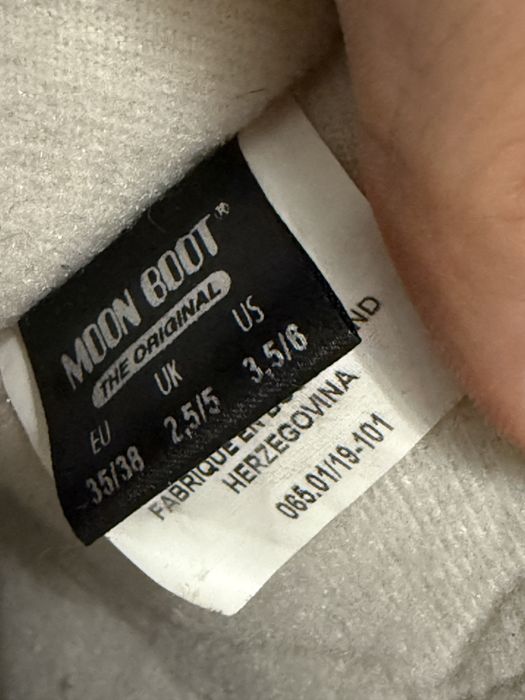 MOON BOOT®
THE ORIGINAL
EU UK US
35/38 2,5/5 3,5/6
ND
FABRIQUE EN BO
HERZEGOVINA
065.01/19-101